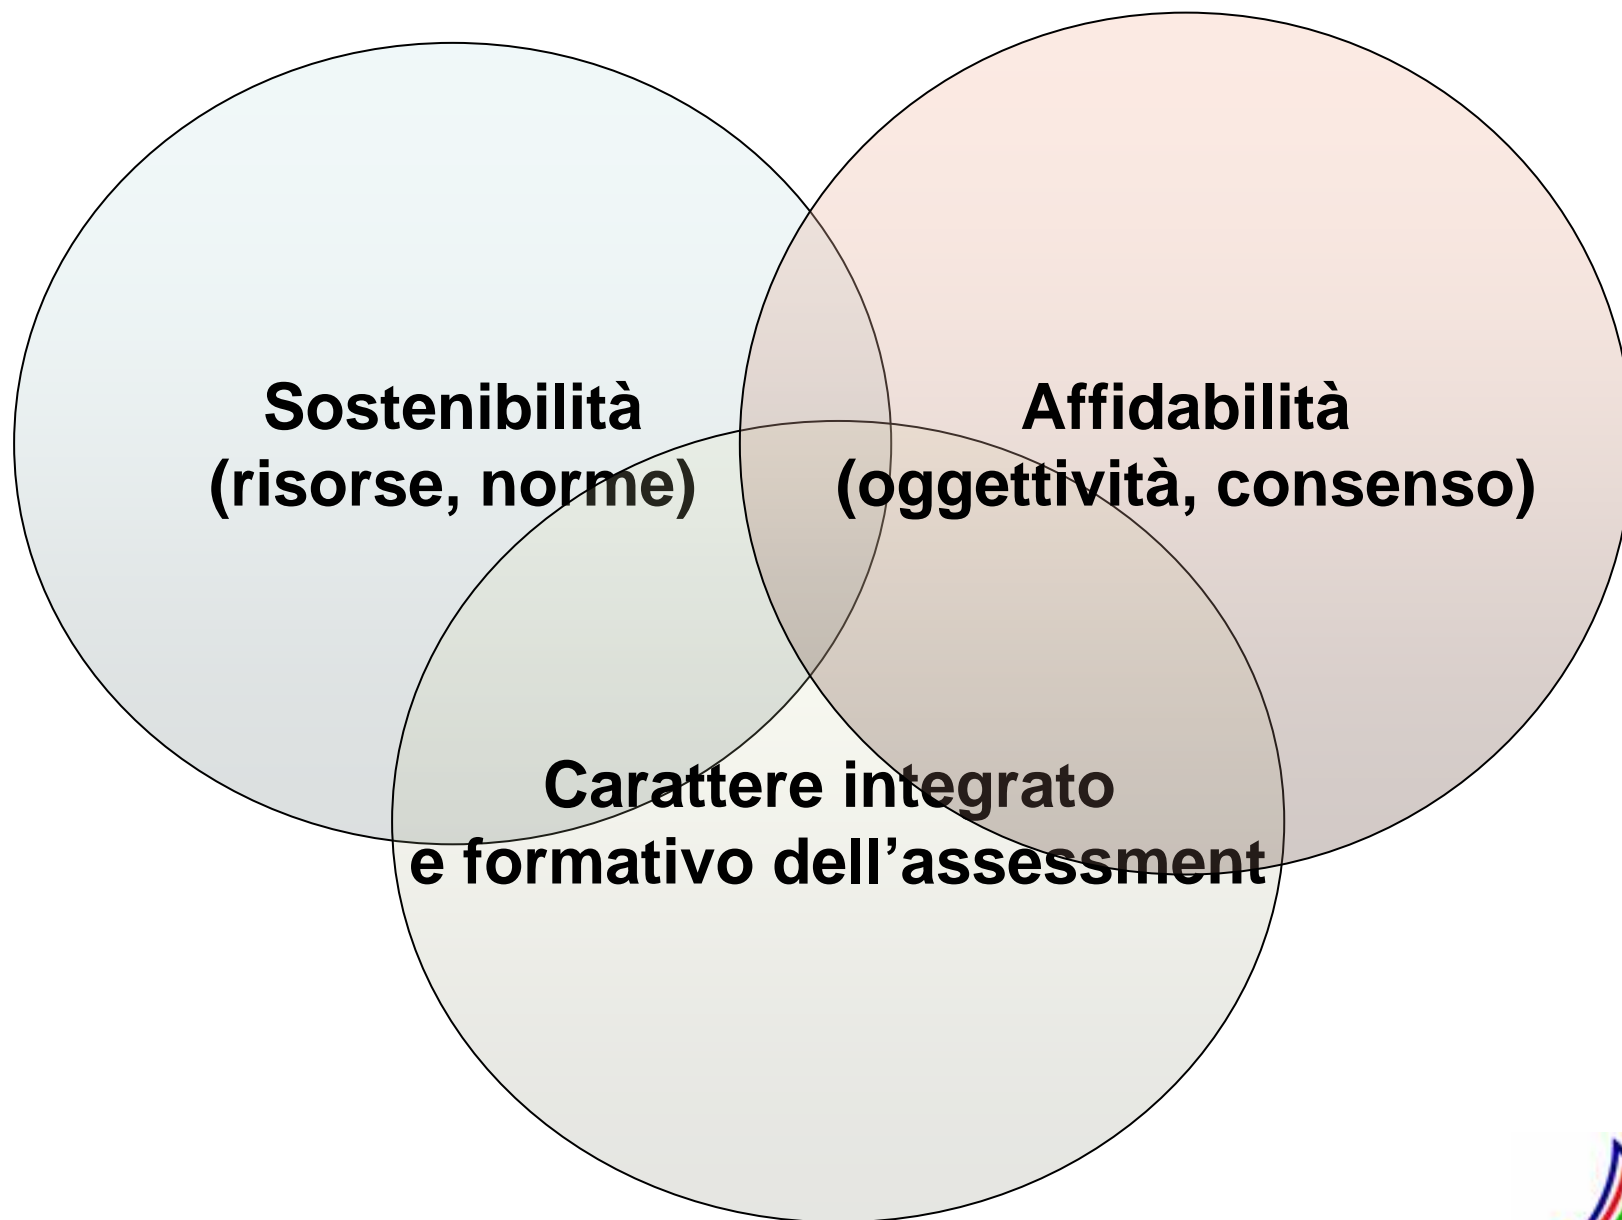 Sostenibilità
(risorse, norme)
Affidabilità
(oggettività, consenso)
Carattere integrato
e formativo dell’assessment